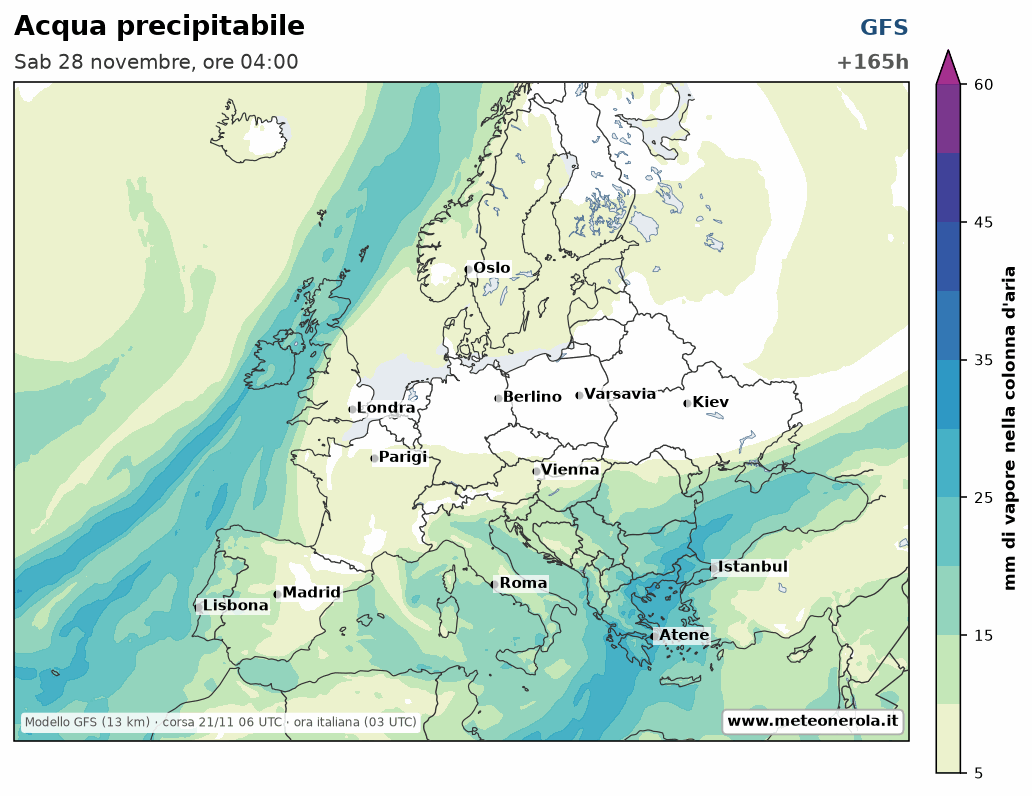 Acqua precipitabile
GFS
Sab 28 novembre, ore 04:00
+165h
60
45
35
25
15
5
mm di vapore nella colonna d'aria
Oslo
Londra
Berlino
Varsavia
Kiev
Parigi
Vienna
Istanbul
Roma
Madrid
Lisbona
Atene
Modello GFS (13 km) · corsa 21/11 06 UTC · ora italiana (03 UTC)
www.meteonerola.it